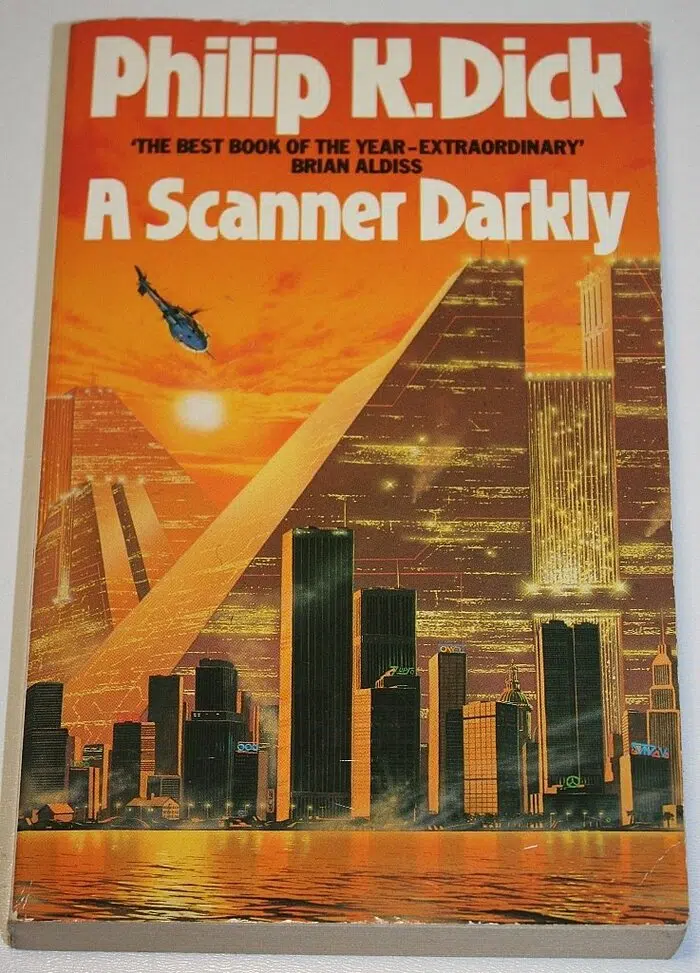 Philip K. Dick
‘THE BEST BOOK OF THE YEAR–EXTRAORDINARY’
BRIAN ALDISS
A Scanner Darkly